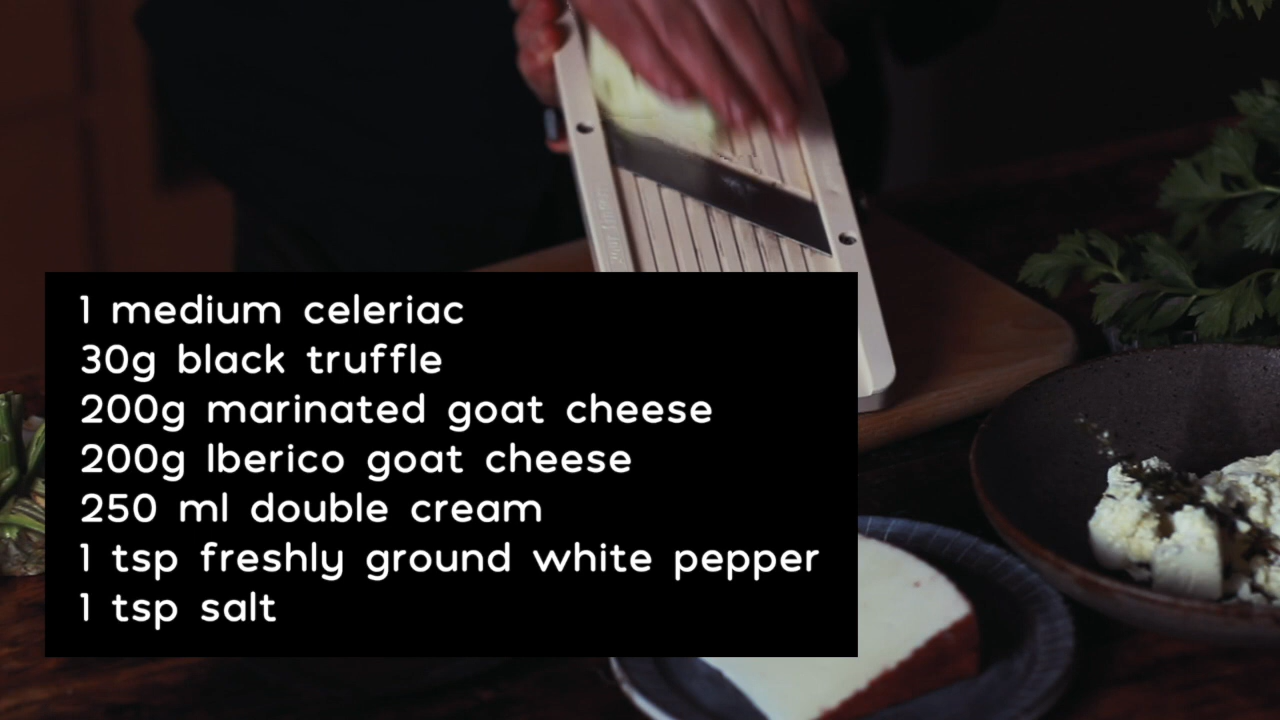 1 medium celeriac
30g black truffle
200g marinated goat cheese
200g Iberico goat cheese
250 ml double cream
1 tsp freshly ground white pepper
1 tsp salt